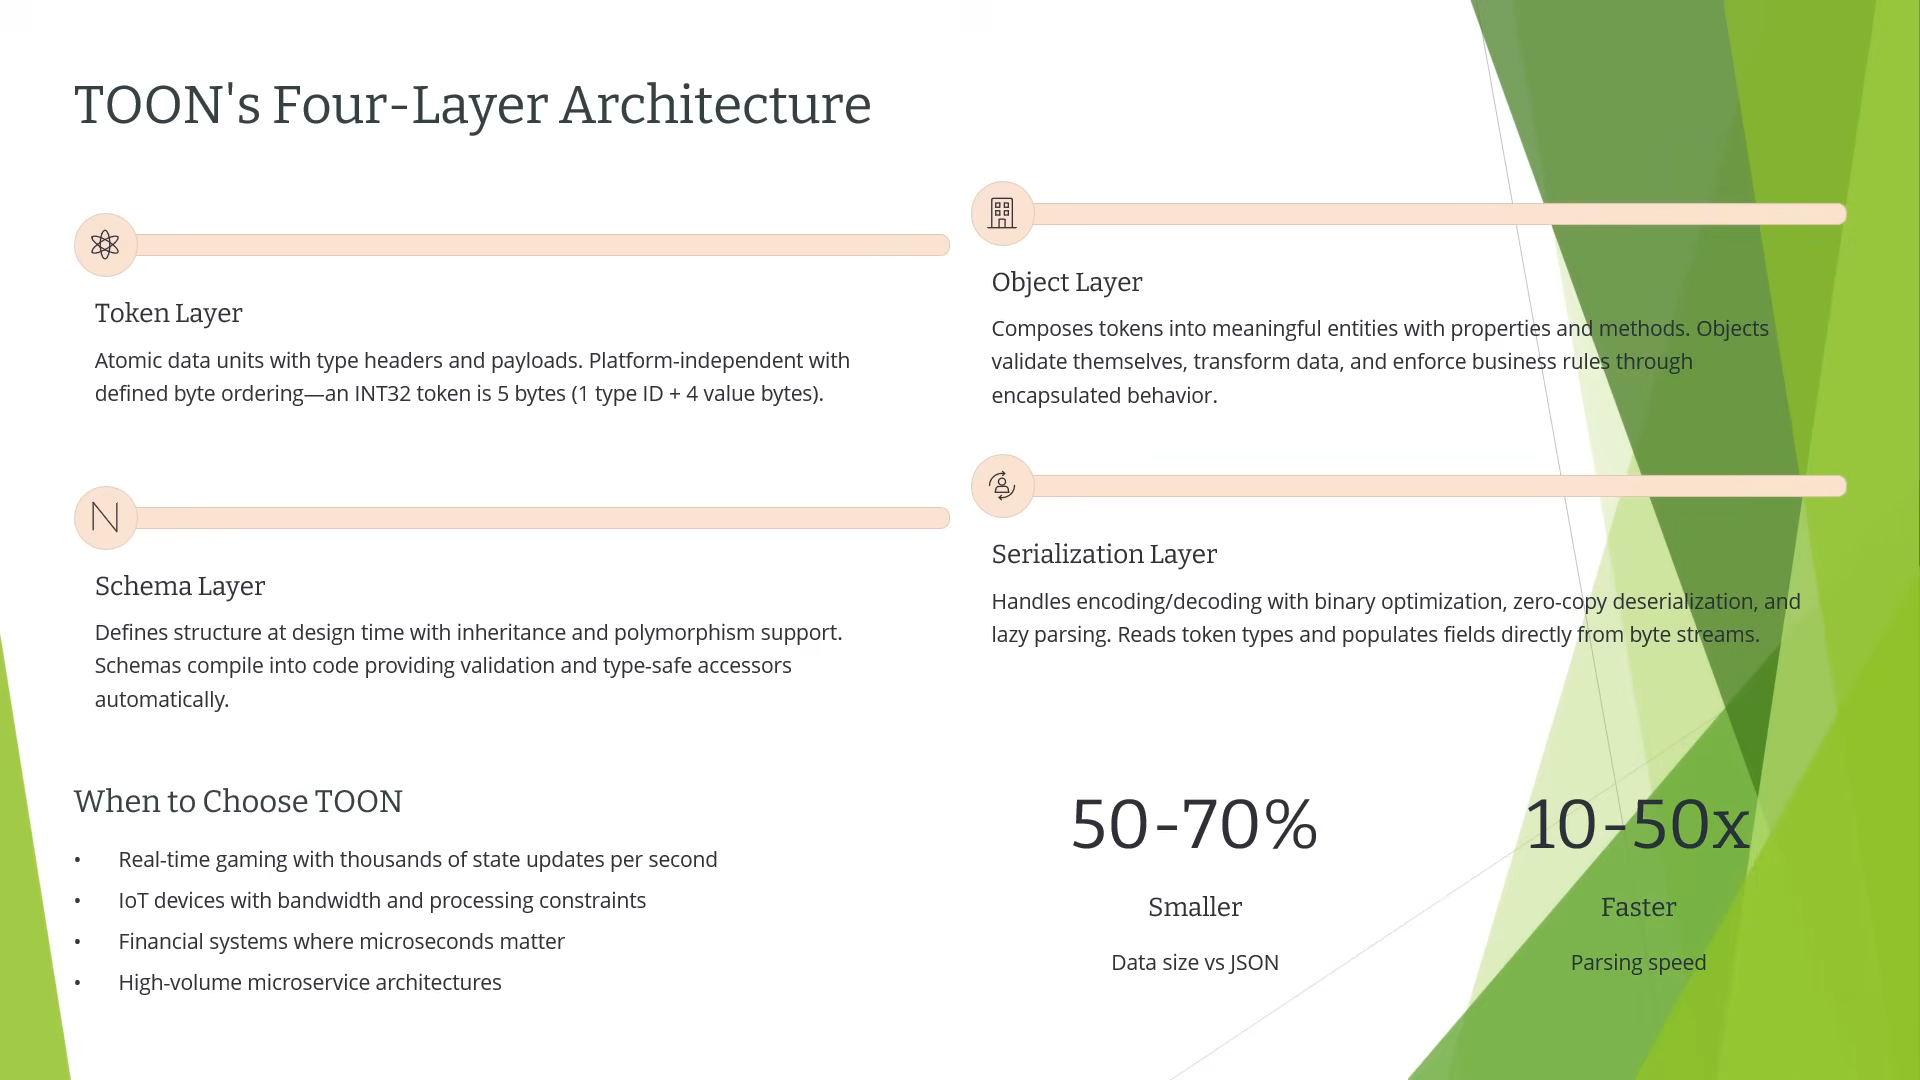 TOON's Four-Layer Architecture
Token Layer
Atomic data units with type headers and payloads. Platform-independent with
defined byte ordering—an INT32 token is 5 bytes (1 type ID + 4 value bytes).
Object Layer
Composes tokens into meaningful entities with properties and methods. Objects
validate themselves, transform data, and enforce business rules through
encapsulated behavior.
Schema Layer
Defines structure at design time with inheritance and polymorphism support.
Schemas compile into code providing validation and type-safe accessors
automatically.
Serialization Layer
Handles encoding/decoding with binary optimization, zero-copy deserialization, and
lazy parsing. Reads token types and populates fields directly from byte streams.
When to Choose TOON
• Real-time gaming with thousands of state updates per second
• IoT devices with bandwidth and processing constraints
• Financial systems where microseconds matter
• High-volume microservice architectures
50-70%
Smaller
Data size vs JSON
10-50x
Faster
Parsing speed